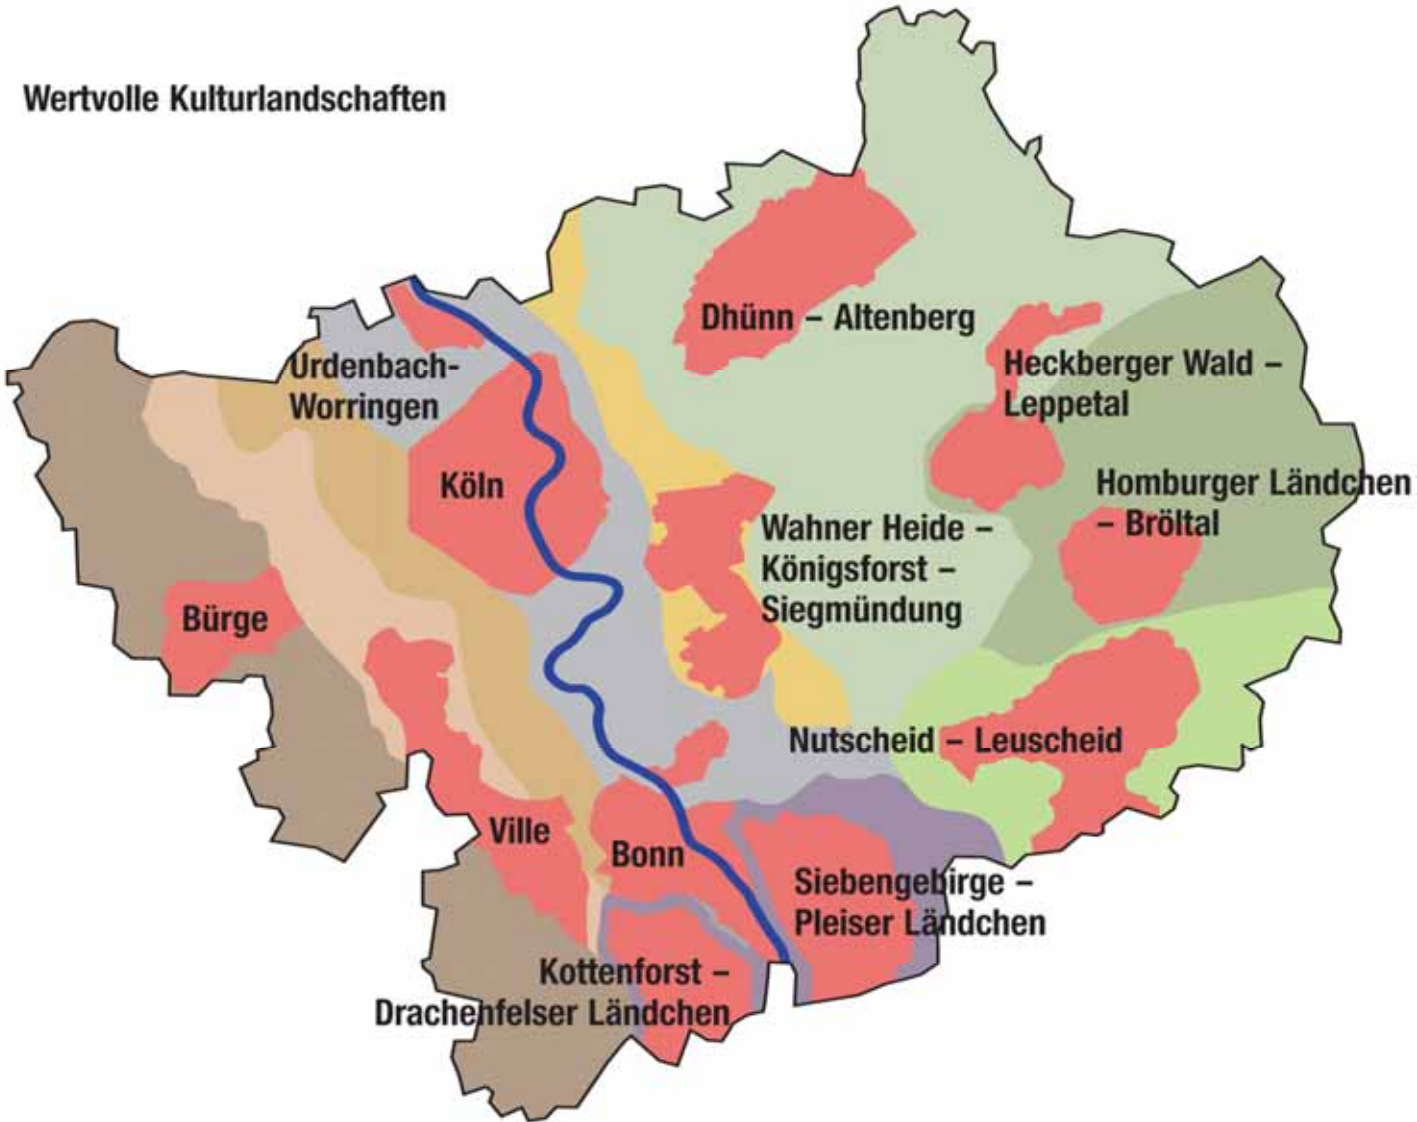 Wertvolle Kulturlandschaften
Dhünn – Altenberg
Urdenbach-
Worringen
Heckberger Wald –
Leppetal
Köln
Homburger Ländchen
– Bröltal
Wahner Heide –
Königsforst –
Siegmündung
Bürge
Nutscheid – Leuscheid
Ville
Bonn
Siebengebirge –
Pleiser Ländchen
Kottenforst –
Drachenfelser Ländchen